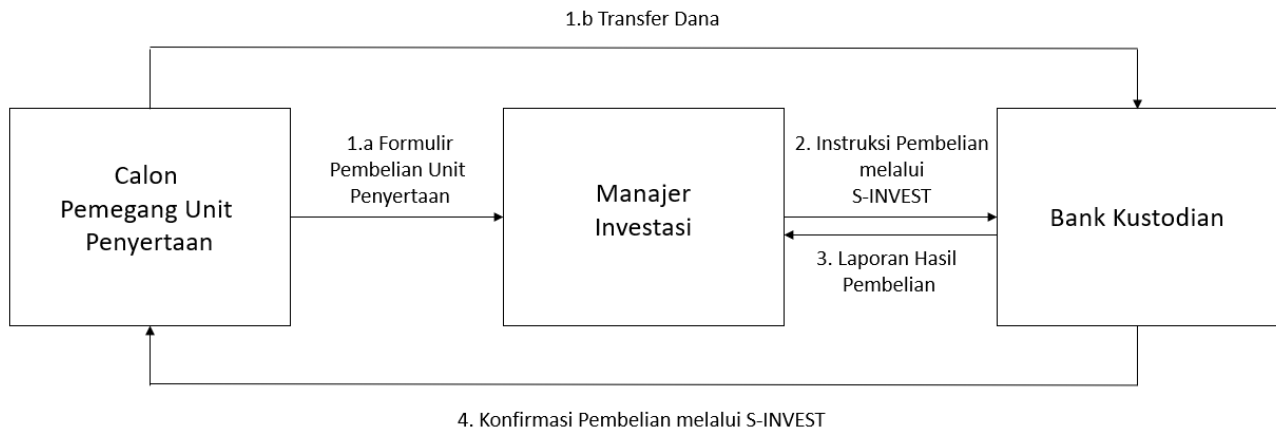 1.b Transfer Dana
Calon
Pemegang Unit
Penyertaan
1.a Formulir
Pembelian Unit
Penyertaan
Manajer
Investasi
2. Instruksi Pembelian
melalui
S-INVEST
3. Laporan Hasil
Pembelian
Bank Kustodian
4. Konfirmasi Pembelian melalui S-INVEST